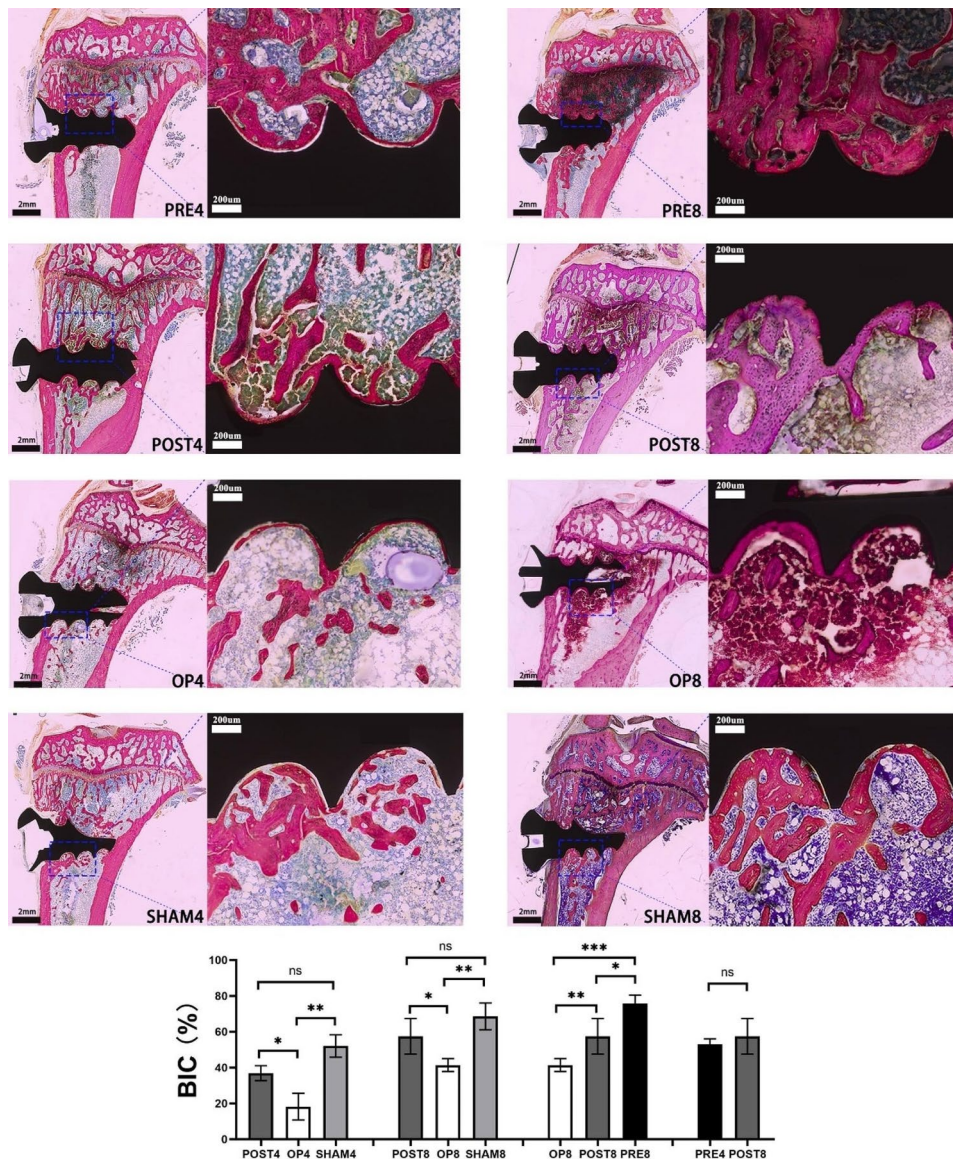 2mm
PRE4
200um
2mm
PRE8
200um
2mm
POST4
200um
2mm
POST8
200um
2mm
OP4
200um
2mm
OP8
200um
2mm
SHAM4
200um
2mm
SHAM8
200um
BIC (%)
100
80
60
40
20
0
ns
**
*
ns
**
*
***
*
**
ns
POST4 OP4 SHAM4 POST8 OP8 SHAM8 OP8 POST8 PRE8 PRE4 POST8